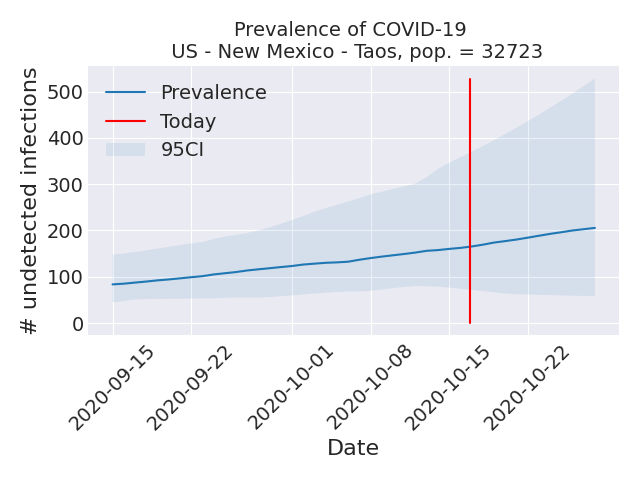 Prevalence of COVID-19
US - New Mexico - Taos, pop. = 32723
# undetected infections
500
400
300
200
100
0
Prevalence
Today
95CI
2020-09-15
2020-09-22
2020-10-01
2020-10-08
2020-10-15
2020-10-22
Date